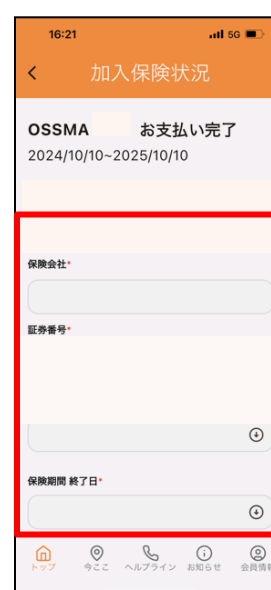 16:21 5G
加入保険状況
OSSMA お支払い完了
2024/10/10~2025/10/10
保険会社*
証券番号*
保険期間 終了日*
トップ 今ここ ヘルプライン お知らせ 会員情報